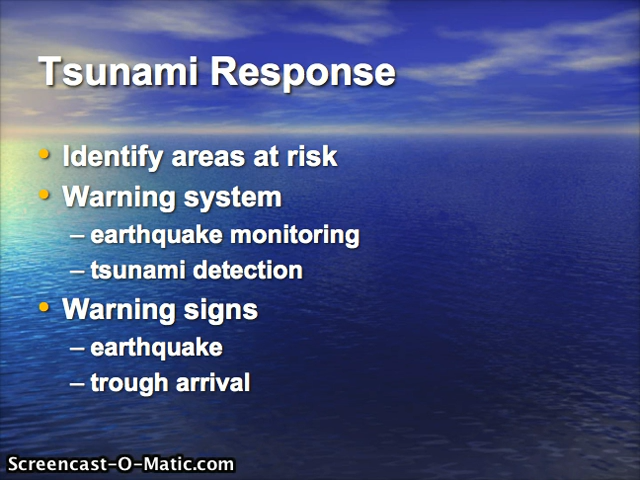 Tsunami Response
• Identify areas at risk
• Warning system
– earthquake monitoring
– tsunami detection
• Warning signs
– earthquake
– trough arrival
Screencast-O-Matic.com